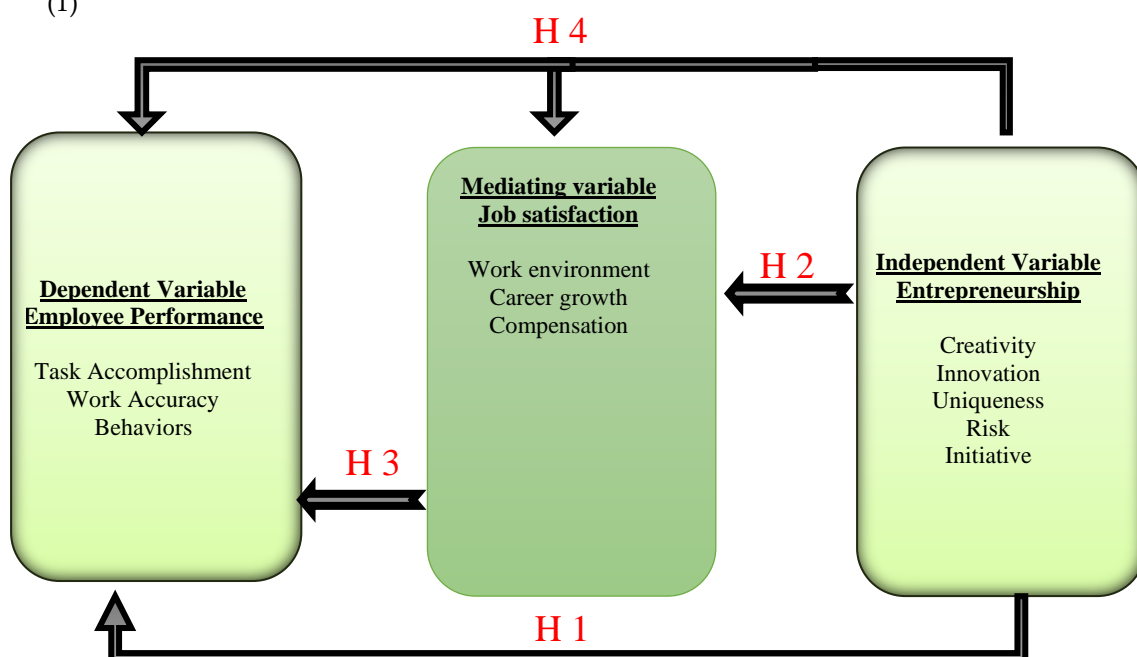 (1)
H 4
Dependent Variable
Employee Performance
Task Accomplishment
Work Accuracy
Behaviors
H 3
Mediating variable
Job satisfaction
Work environment
Career growth
Compensation
H 2
Independent Variable
Entrepreneurship
Creativity
Innovation
Uniqueness
Risk
Initiative
H 1